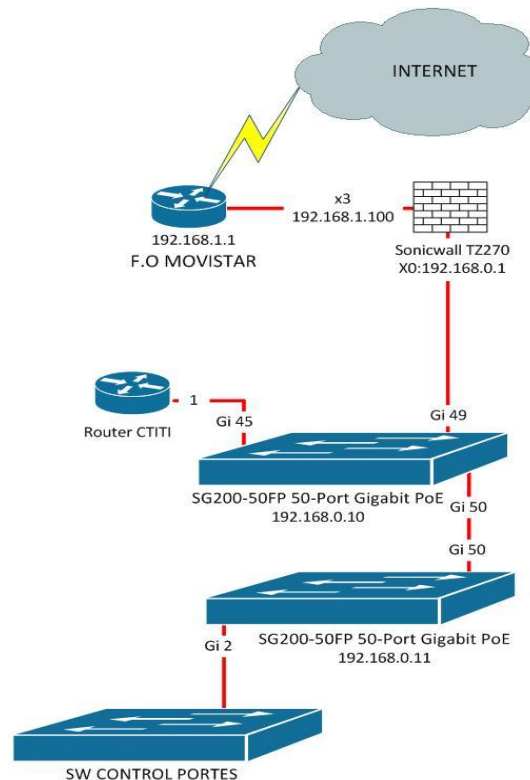 INTERNET
x3
192.168.1.100
192.168.1.1
F.O MOVISTAR
Sonicwall TZ270
X0:192.168.0.1
1
Router CTITI
Gi 45
Gi 49
SG200-50FP 50-Port Gigabit PoE
192.168.0.10
Gi 50
Gi 50
SG200-50FP 50-Port Gigabit PoE
192.168.0.11
Gi 2
SW CONTROL PORTES